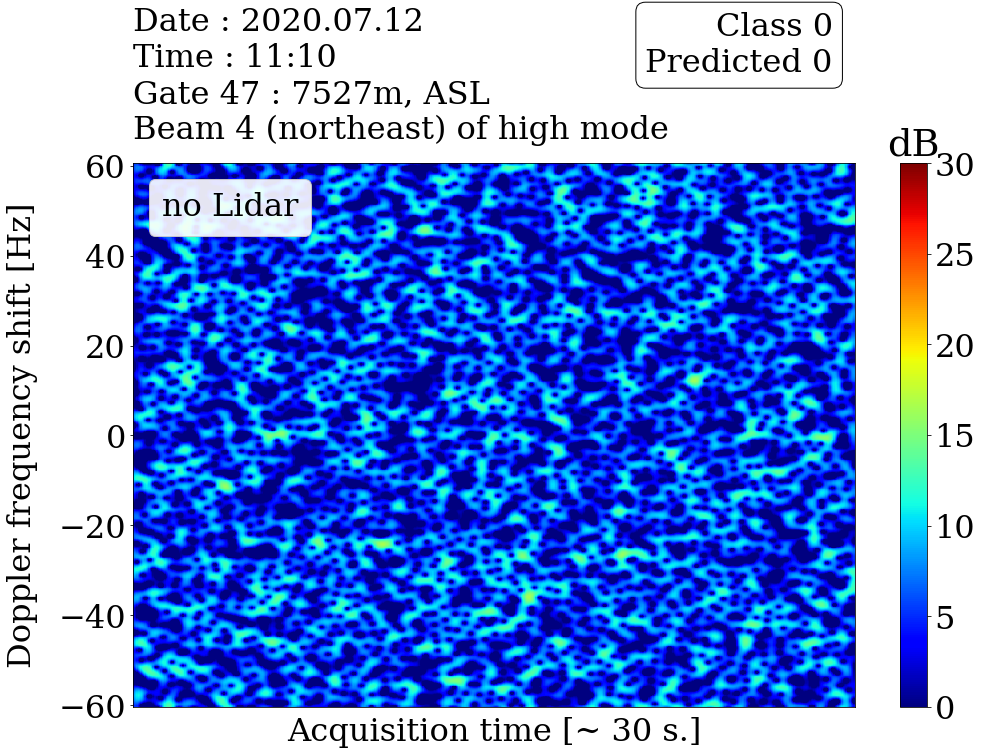 Date : 2020.07.12
Time : 11:10
Gate 47 : 7527m, ASL
Beam 4 (northeast) of high mode
Class 0
Predicted 0
dB
no Lidar
Doppler frequency shift [Hz]
60
40
20
0
−20
−40
−60
30
25
20
15
10
5
0
Acquisition time [~ 30 s.]